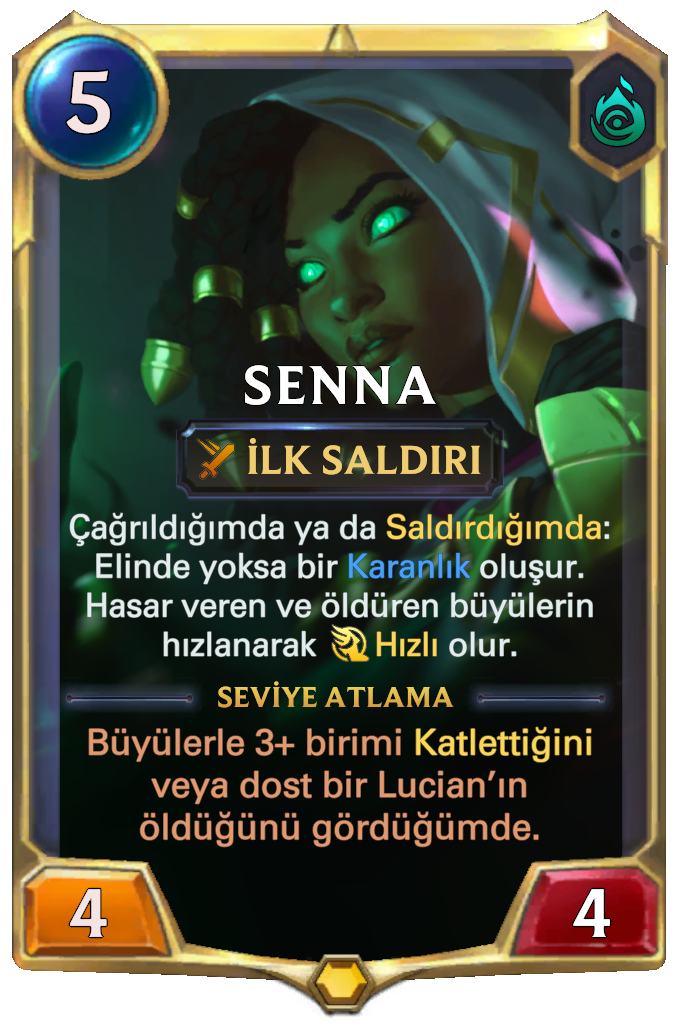 5
SENNA
İLK SALDIRI
Çağrıldığımda ya da Saldırdığımda:
Elinde yoksa bir Karanlık oluşur.
Hasar veren ve öldüren büyülerin
hızlanarak Hızlı olur.
SEVİYE ATLAMA
Büyülerle 3+ birimi Katlettiğini
veya dost bir Lucian’ın
öldüğünü gördüğümde.
4
4